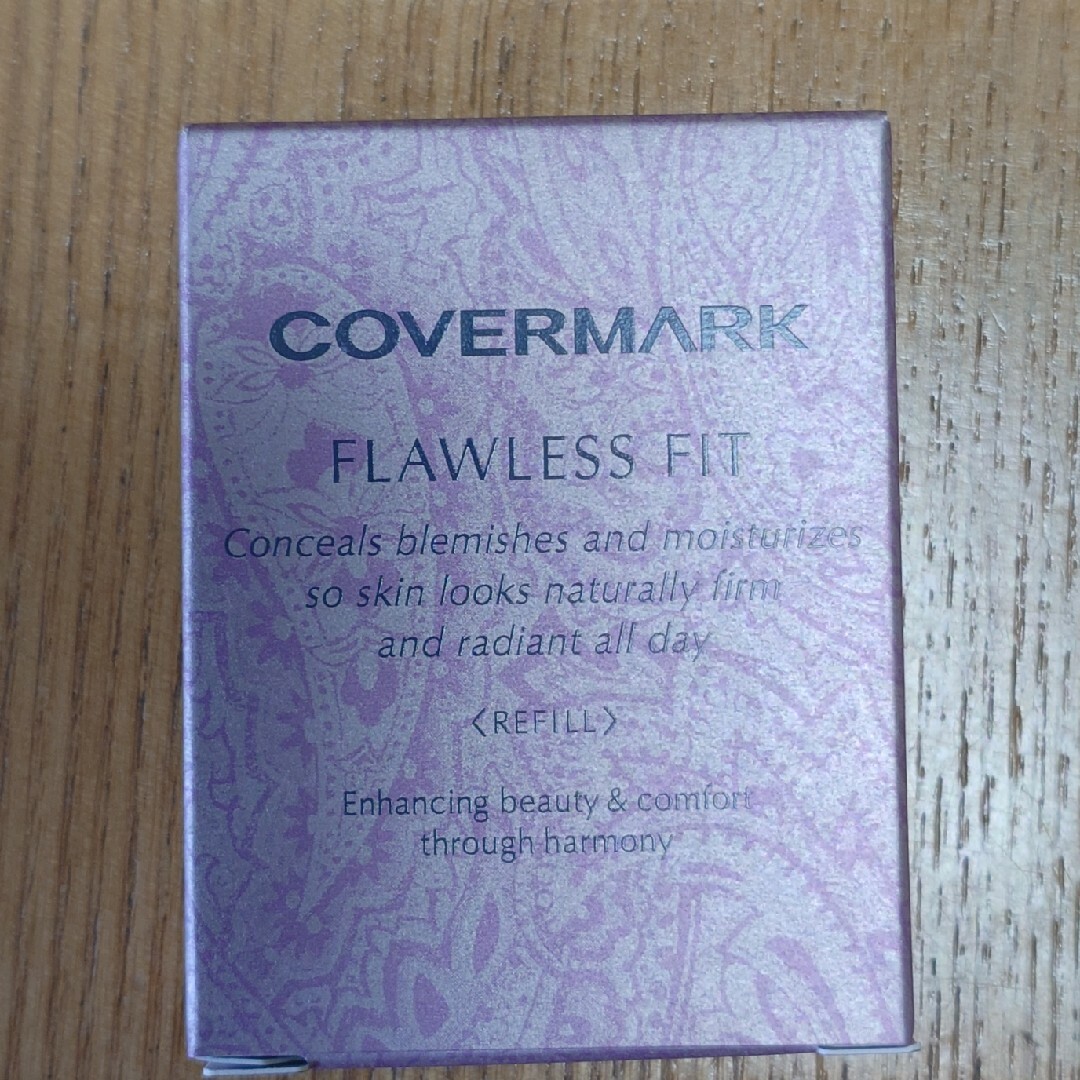 COVERMARK
FLAWLESS FIT
Conceals blemishes and moisturizes
so skin looks naturally firm
and radiant all day
〈REFILL〉
Enhancing beauty & comfort
through harmony